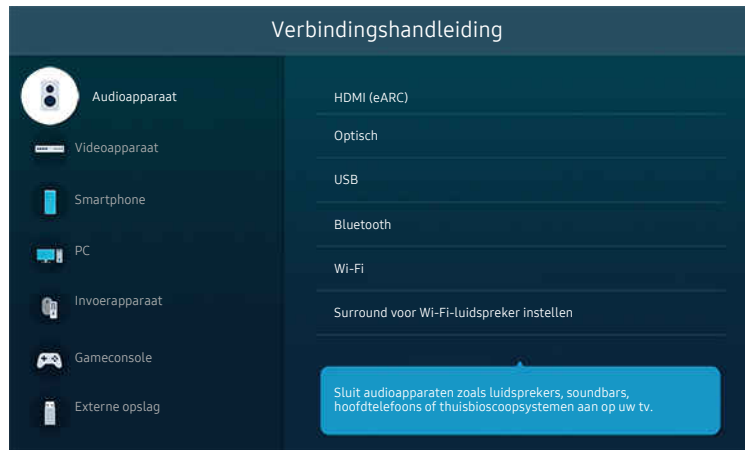 Verbindingshandleiding
Audioapparaat
Videoapparaat
Smartphone
PC
Invoerapparaat
Gameconsole
Externe opslag
HDMI (eARC)
Optisch
USB
Bluetooth
Wi-Fi
Surround voor Wi-Fi-luidspreker instellen
Sluit audioapparaten zoals luidsprekers, soundbars,
hoofdtelefoons of thuisbioscoopsystemen aan op uw tv.